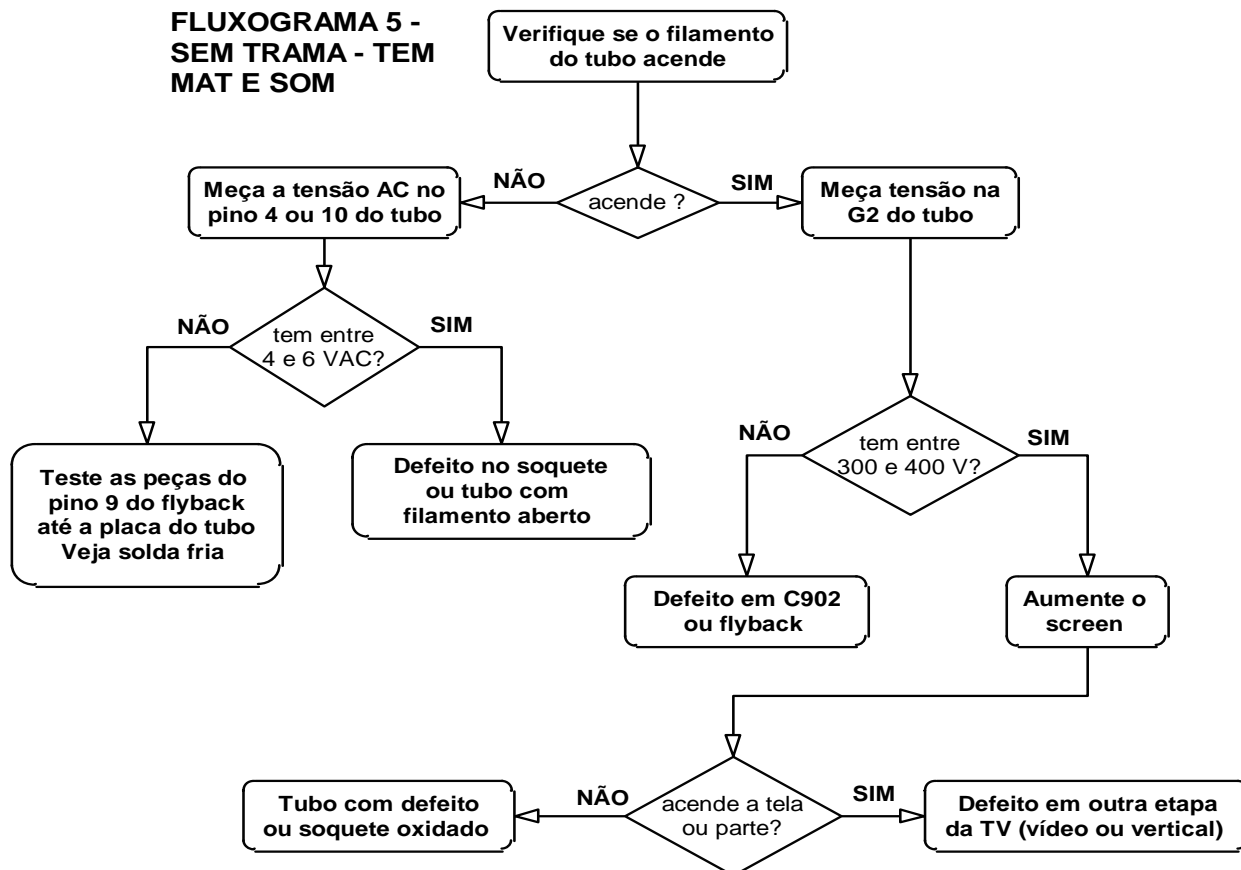 FLUXOGRAMA 5 -
SEM TRAMA - TEM
MAT E SOM
Verifique se o filamento
do tubo acende
acende ?
NÃO
SIM
Meça a tensão AC no
pino 4 ou 10 do tubo
Meça tensão na
G2 do tubo
tem entre
4 e 6 VAC?
NÃO
SIM
Teste as peças do
pino 9 do flyback
até a placa do tubo
Veja solda fria
Defeito no soquete
ou tubo com
filamento aberto
tem entre
300 e 400 V?
NÃO
SIM
Defeito em C902
ou flyback
Aumente o
screen
acende a tela
ou parte?
NÃO
SIM
Tubo com defeito
ou soquete oxidado
Defeito em outra etapa
da TV (vídeo ou vertical)